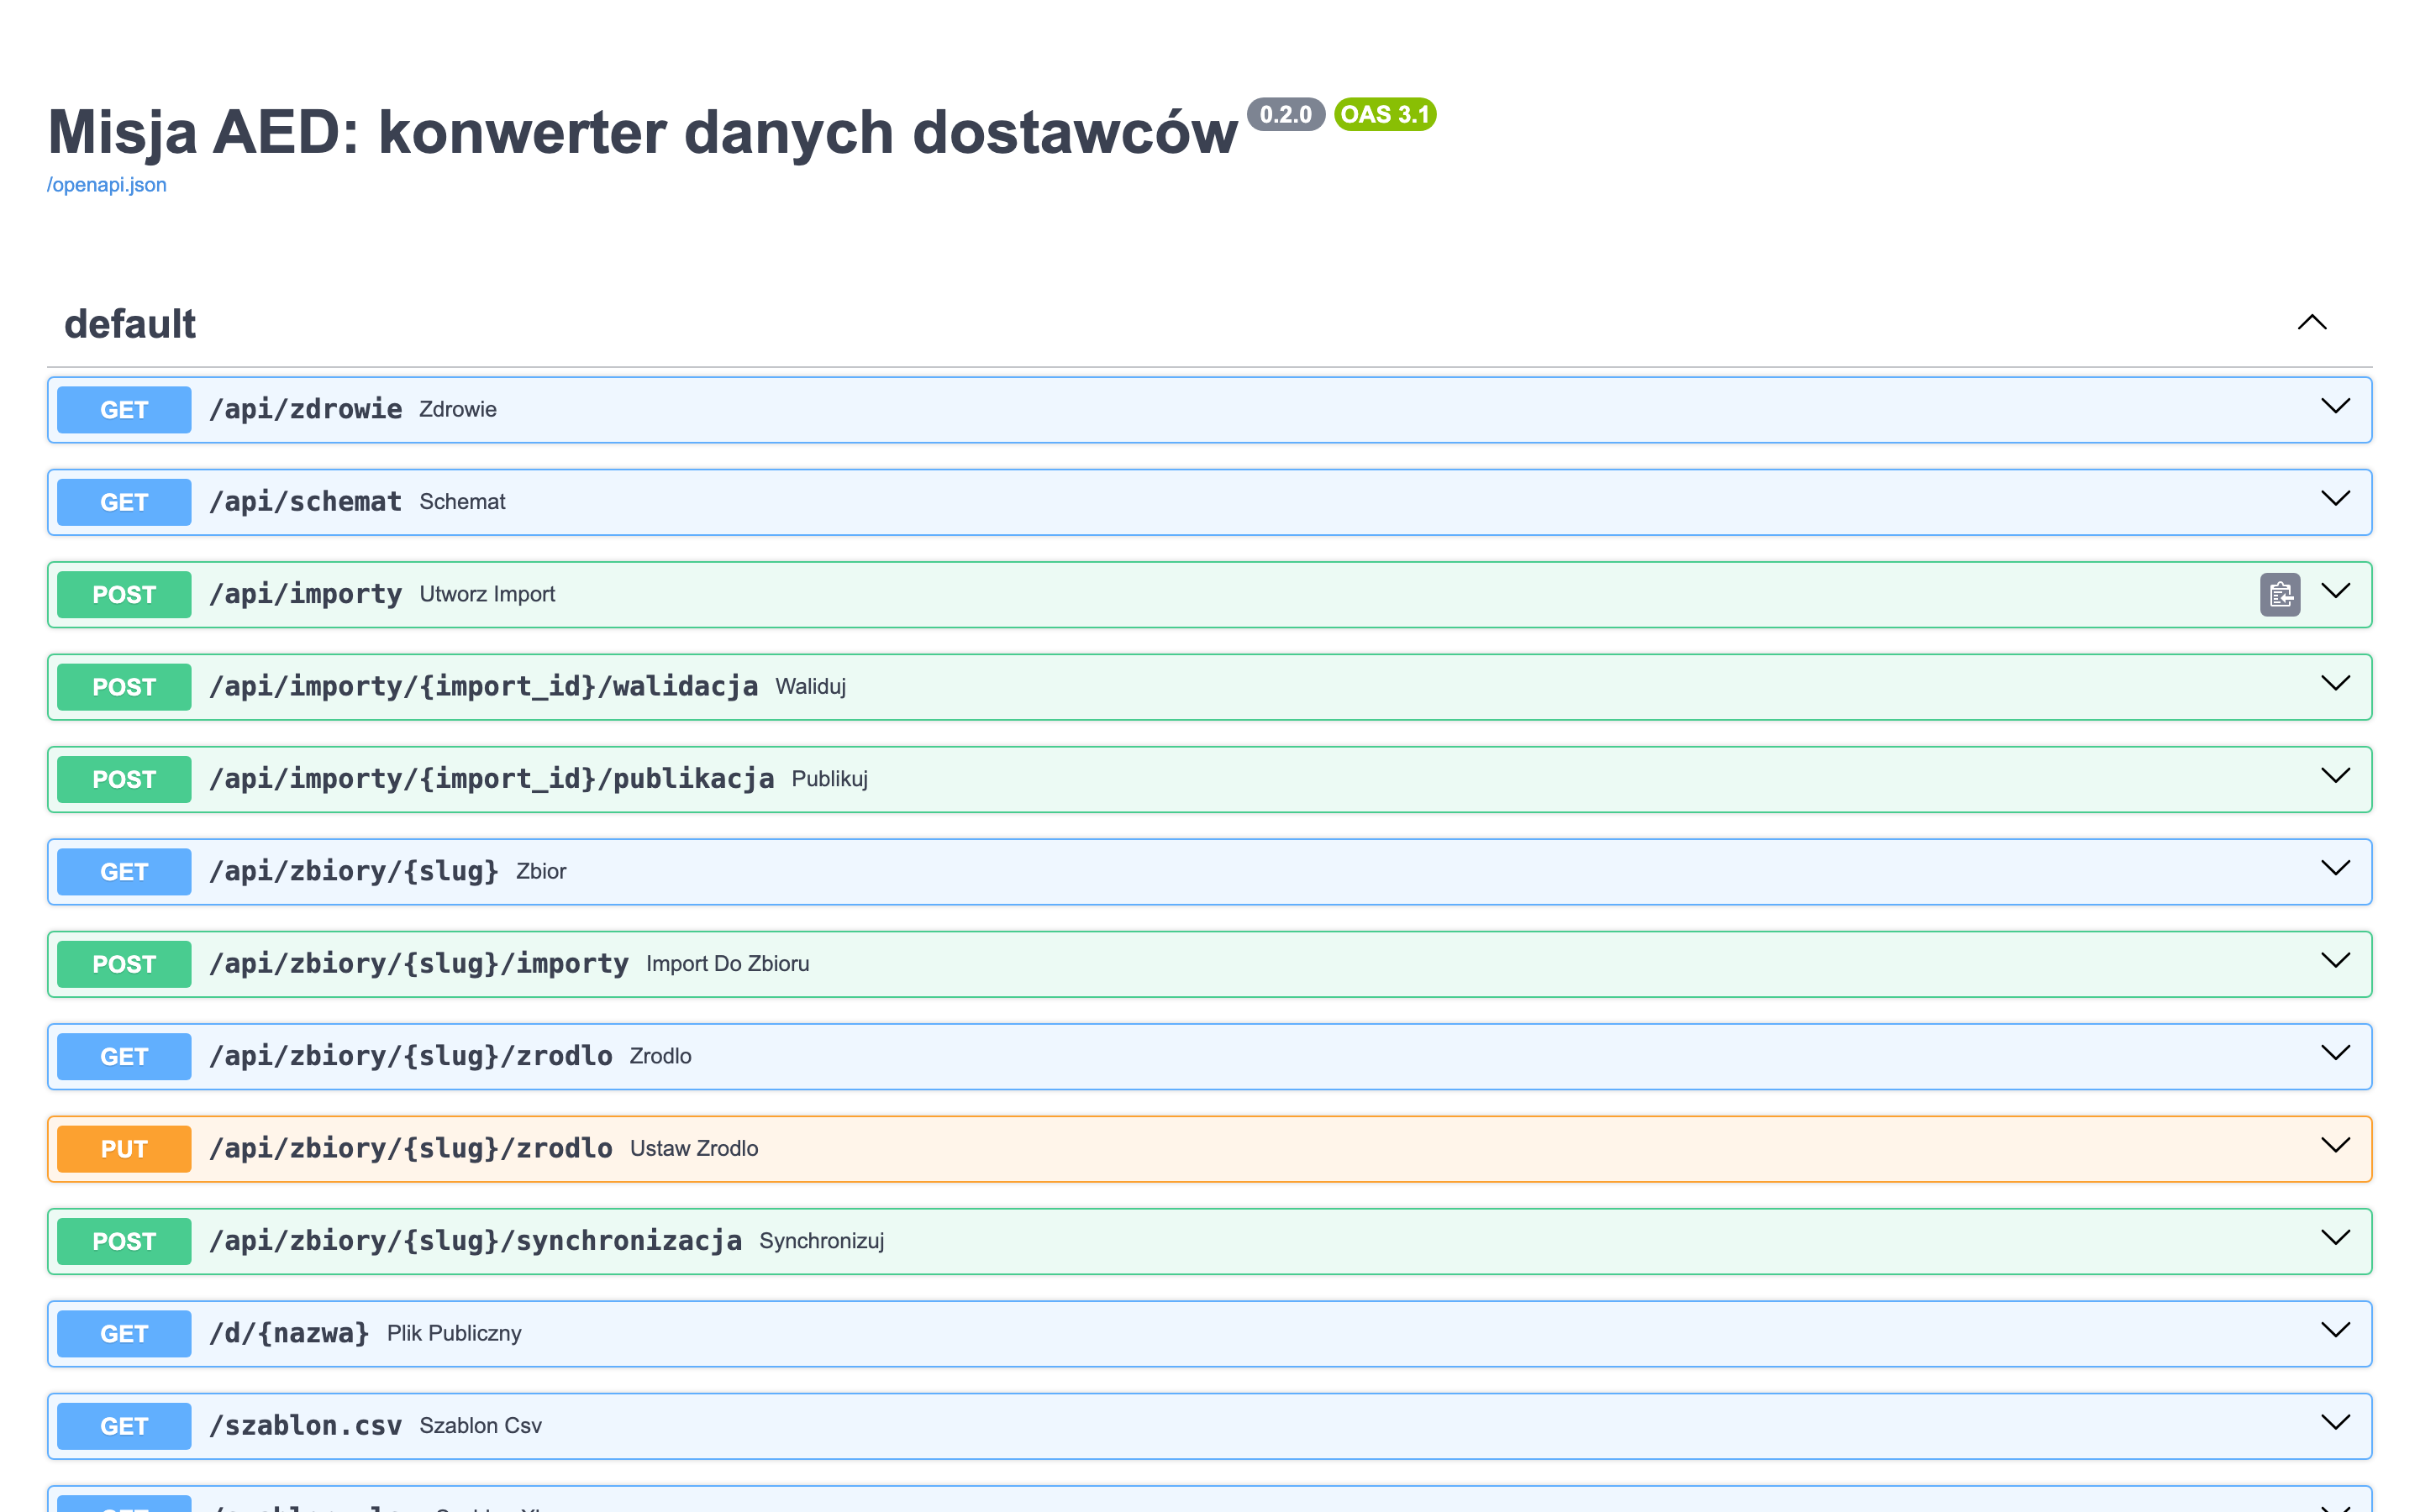 Misja AED: konwerter danych dostawców 0.2.0 OAS 3.1
/openapi.json
default
GET /api/zdrowie Zdrowie
GET /api/schemat Schemat
POST /api/importy Utworz Import
POST /api/importy/{import_id}/walidacja Waliduj
POST /api/importy/{import_id}/publikacja Publikuj
GET /api/zbiory/{slug} Zbior
POST /api/zbiory/{slug}/importy Import Do Zbioru
GET /api/zbiory/{slug}/zrodlo Zrodlo
PUT /api/zbiory/{slug}/zrodlo Ustaw Zrodlo
POST /api/zbiory/{slug}/synchronizacja Synchronizuj
GET /d/{nazwa} Plik Publiczny
GET /szablon.csv Szablon Csv